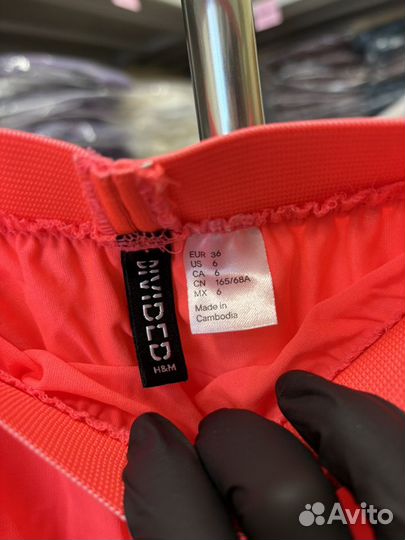 DIVIDED
H&M
EUR 36
US 6
CA 6
CN 165/68A
MX 6
Made in
Cambodia
Avito